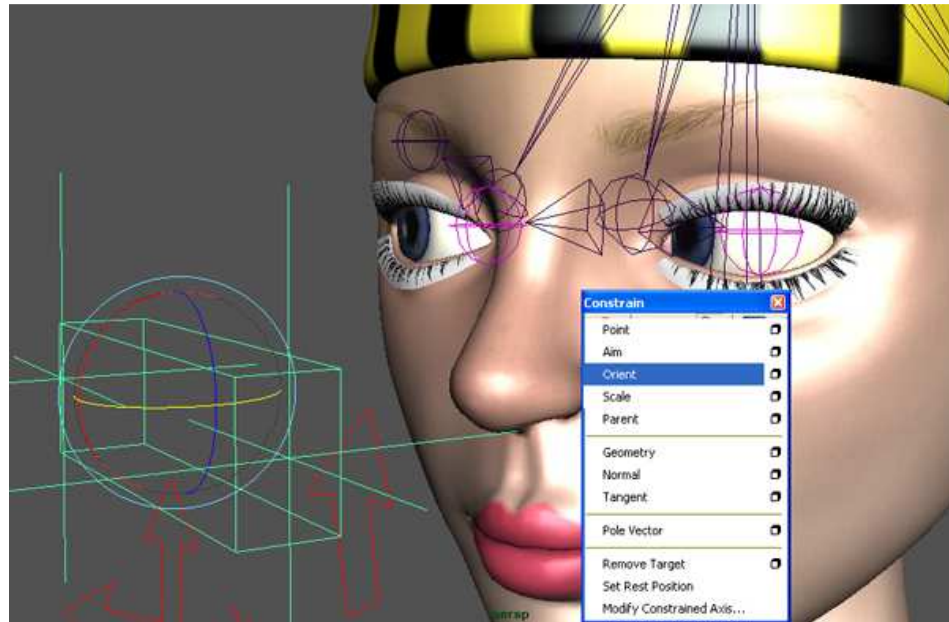 Constrain
Point
Aim
Orient
Scale
Parent
Geometry
Normal
Tangent
Pole Vector
Remove Target
Set Rest Position
Modify Constrained Axis...
persp